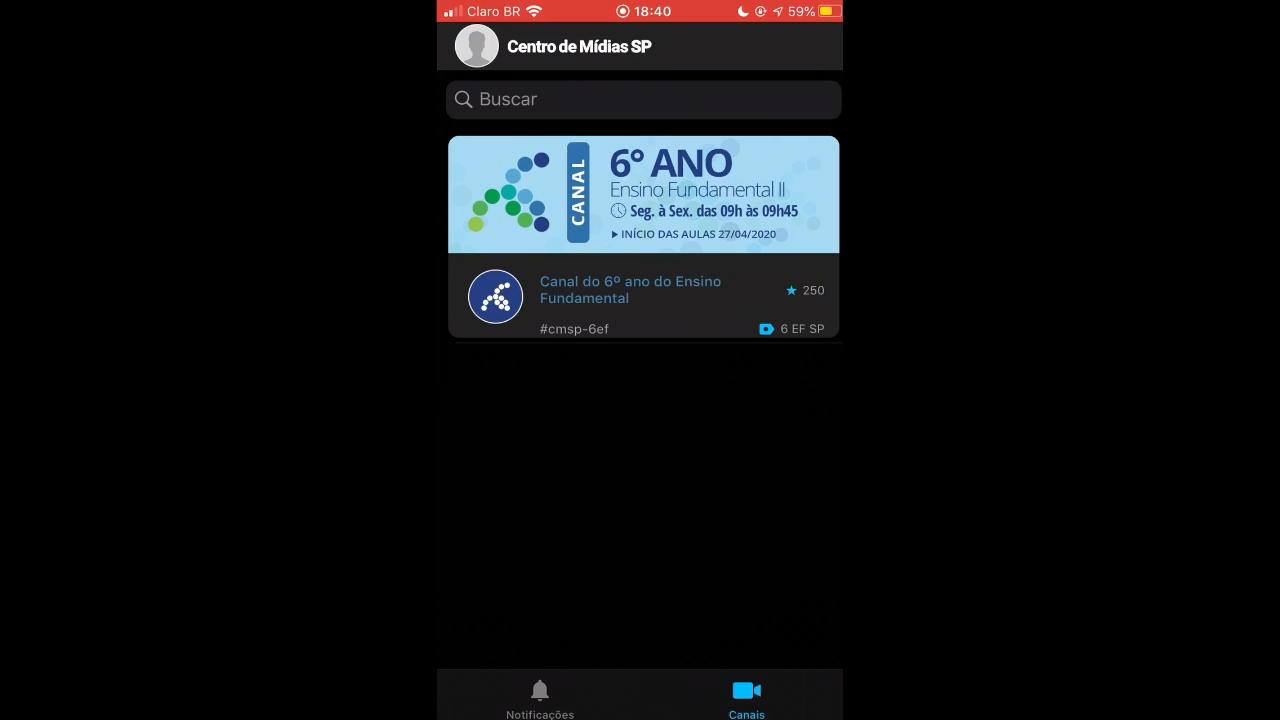 Claro BR 18:40 59%
Centro de Mídias SP
Buscar
CANAL
6º ANO
Ensino Fundamental II
Seg. à Sex. das 09h às 09h45
INÍCIO DAS AULAS 27/04/2020
Canal do 6º ano do Ensino
Fundamental
250
#cmsp-6ef
6 EF SP
Notificações
Canais